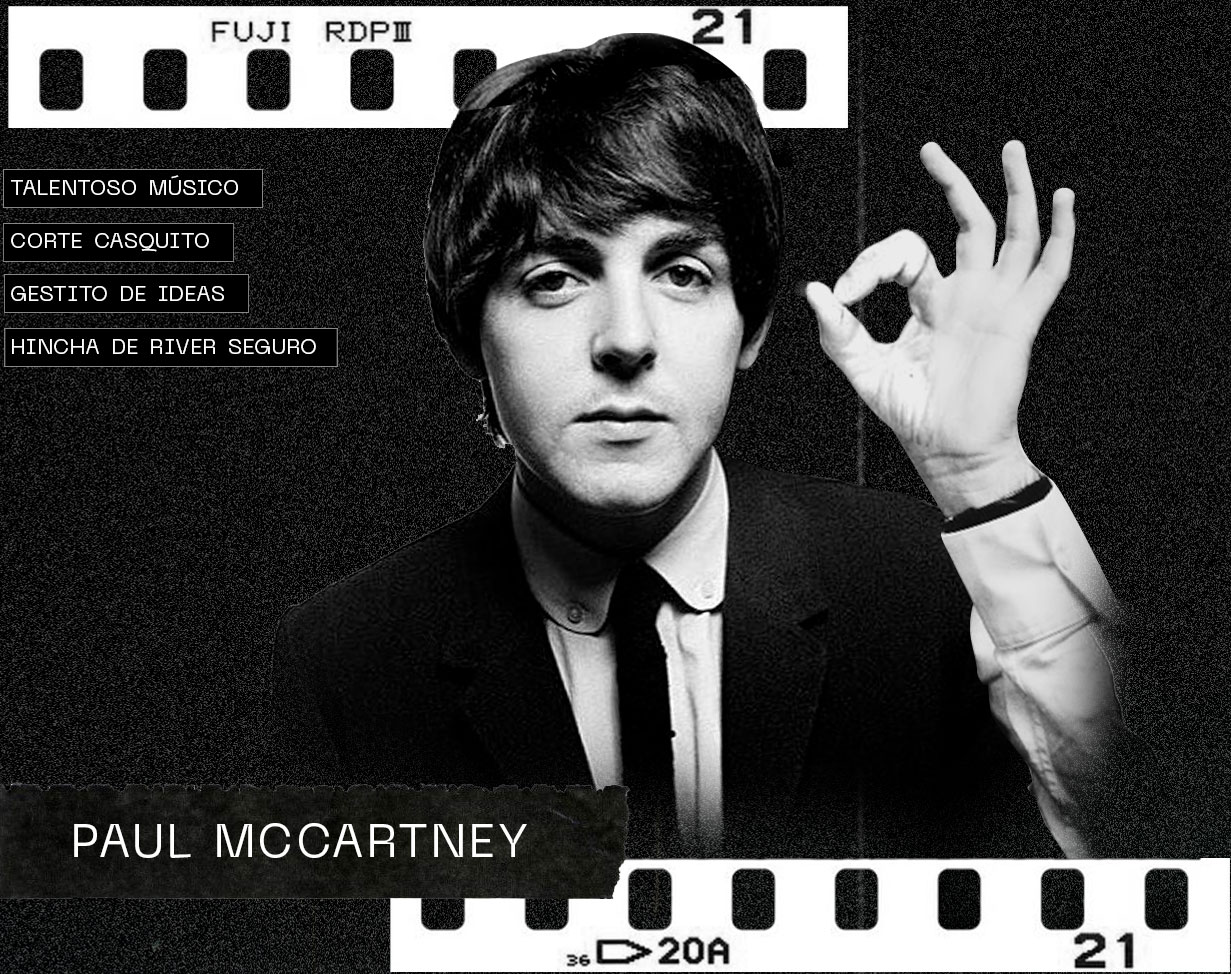 FUJI RDPIII
21
TALENTOSO MÚSICO
CORTE CASQUITO
GESTITO DE IDEAS
HINCHA DE RIVER SEGURO
PAUL MCCARTNEY
36 20A
21